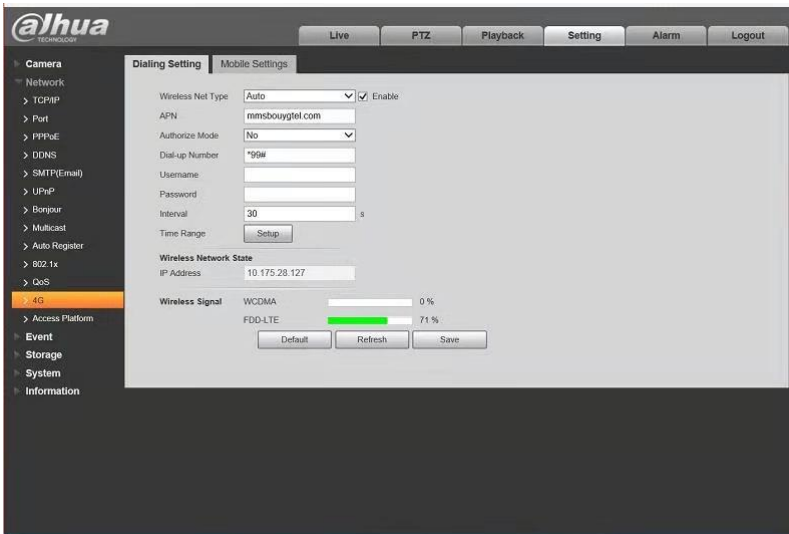 alhua
TECHNOLOGY
Live PTZ Playback Setting Alarm Logout
Camera
Network
TCP/IP
Port
PPPoE
DDNS
SMTP(Email)
UPnP
Bonjour
Multicast
Auto Register
802.1x
QoS
4G
Access Platform
Event
Storage
System
Information
Dialing Setting Mobile Settings
Wireless Net Type Auto Enable
APN mmsbouygtel.com
Authorize Mode No
Dial-up Number *99#
Username
Password
Interval 30 s
Time Range Setup
Wireless Network State
IP Address 10.175.28.127
Wireless Signal WCDMA 0 %
FDD-LTE 71 %
Default Refresh Save